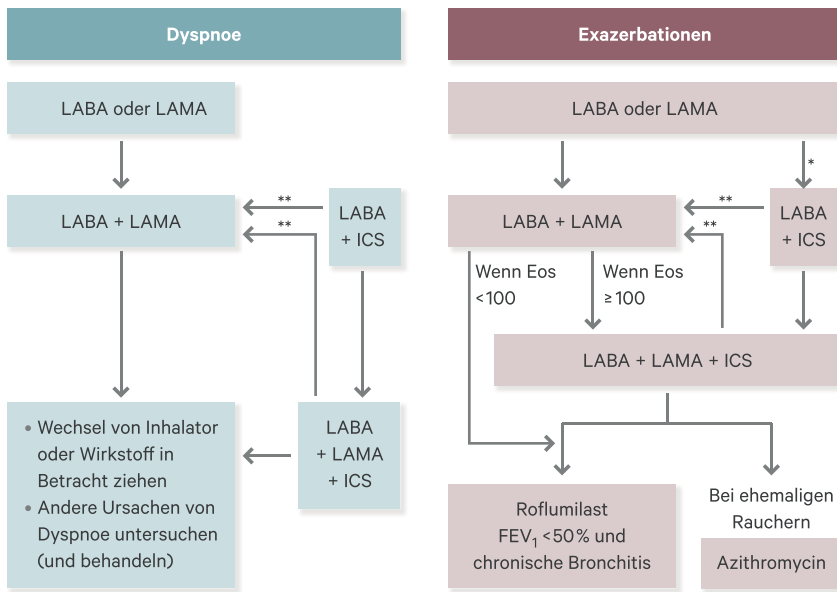 Dyspnoe
LABA oder LAMA
LABA + LAMA
**
**
LABA
+ ICS
• Wechsel von Inhalator
oder Wirkstoff in
Betracht ziehen
• Andere Ursachen von
Dyspnoe untersuchen
(und behandeln)
LABA
+ LAMA
+ ICS
Exazerbationen
LABA oder LAMA
*
LABA + LAMA
**
**
LABA
+ ICS
Wenn Eos
<100
Wenn Eos
≥100
LABA + LAMA + ICS
Roflumilast
FEV1 <50% und
chronische Bronchitis
Bei ehemaligen
Rauchern
Azithromycin